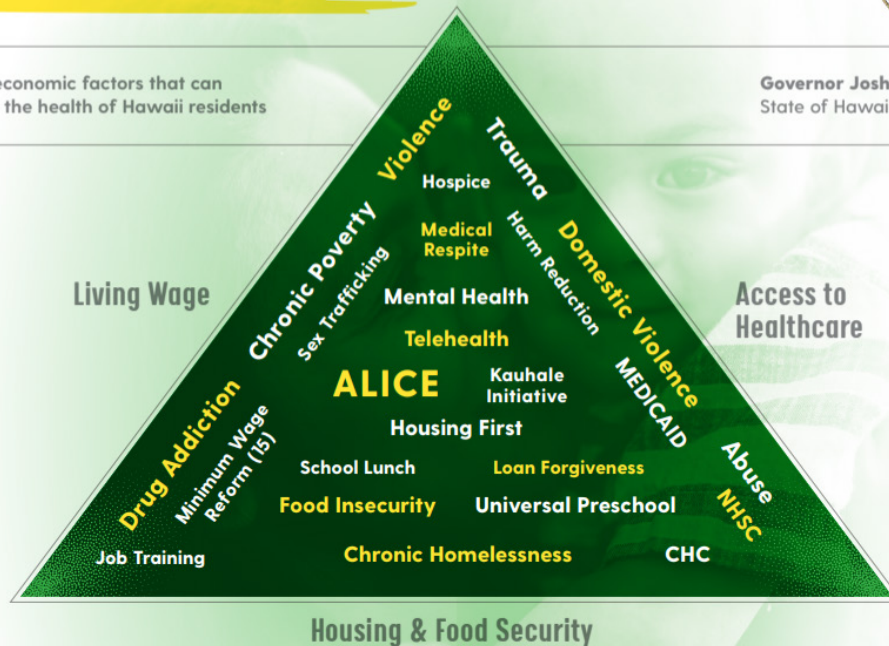 economic factors that can
the health of Hawaii residents
Governor Josh
State of Hawai
Violence
Trauma
Hospice
Medical
Respite
Harm Reduction
Domestic Violence
Chronic Poverty
Sex Trafficking
Living Wage
Mental Health
Access to
Healthcare
Telehealth
ALICE
Kauhale
Initiative
MEDICAID
Housing First
Drug Addiction
Minimum Wage
Reform (15)
School Lunch
Loan Forgiveness
Abuse
Food Insecurity
Universal Preschool
NHSC
Job Training
Chronic Homelessness
CHC
Housing & Food Security